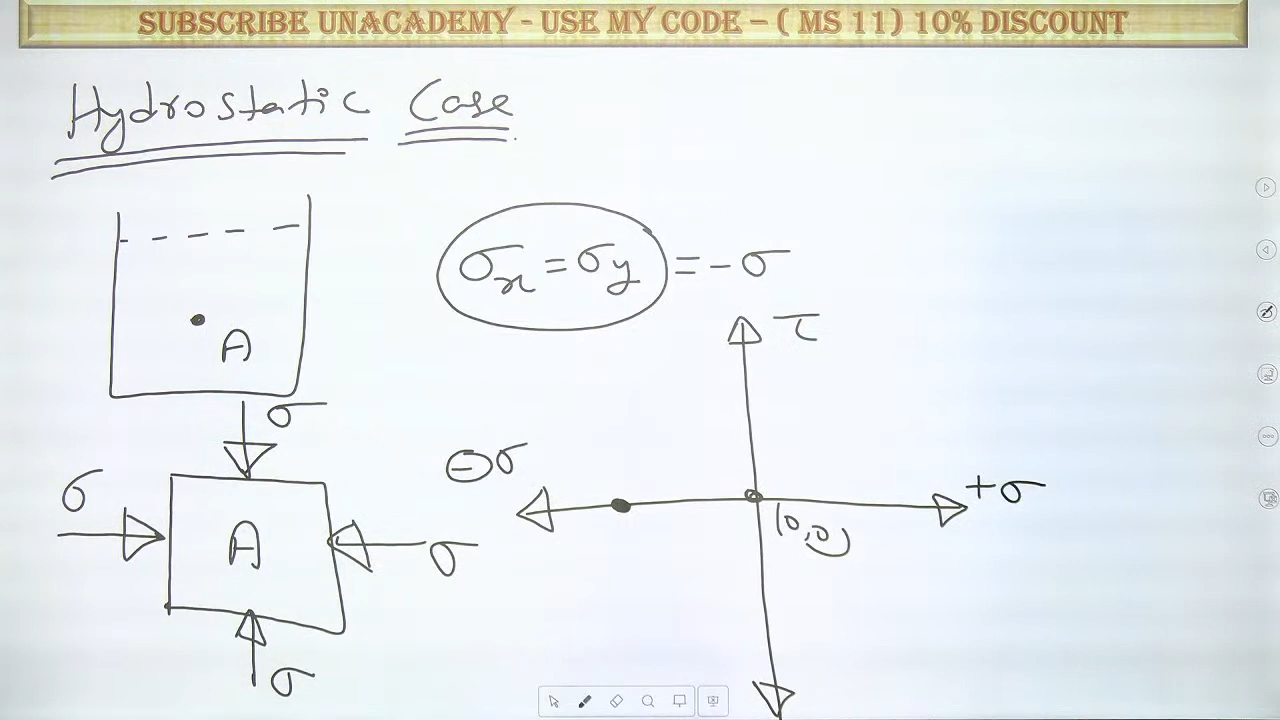 SUBSCRIBE UNACADEMY - USE MY CODE – ( MS 11) 10% DISCOUNT
Hydrostatic Case
σx = σy = - σ
A
τ
σ
-σ
+σ
(0,0)
σ
A
σ
σ